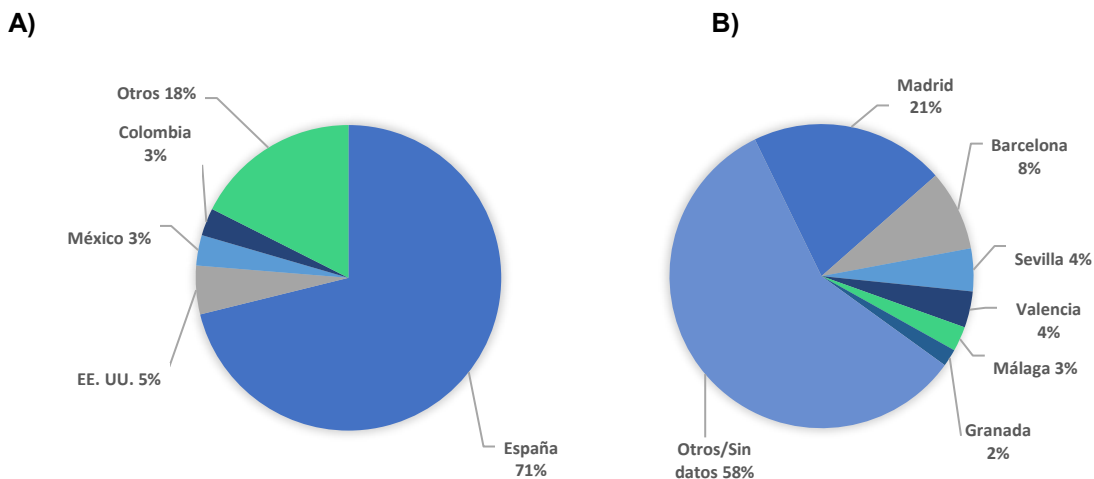 A)
Otros 18%
Colombia
3%
México 3%
EE. UU. 5%
España
71%
B)
Madrid
21%
Barcelona
8%
Sevilla 4%
Valencia
4%
Málaga 3%
Granada
2%
Otros/Sin
datos 58%